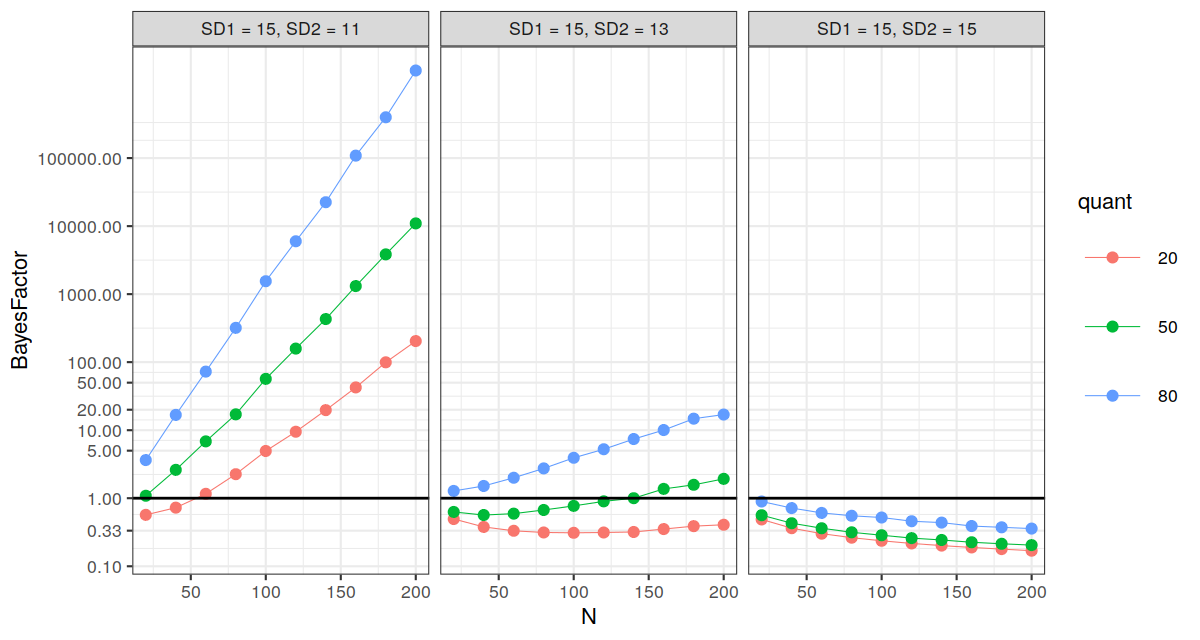 SD1 = 15, SD2 = 11
SD1 = 15, SD2 = 13
SD1 = 15, SD2 = 15
BayesFactor
100000.00
10000.00
1000.00
100.00
50.00
20.00
10.00
5.00
1.00
0.33
0.10
50 100 150 200
50 100 150 200
50 100 150 200
N
quant
20
50
80